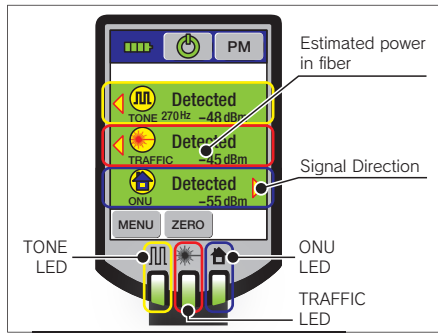 PM
Estimated power
in fiber
Detected
TONE 270Hz -48 dBm
Detected
TRAFFIC -45 dBm
Signal Direction
Detected
ONU -55 dBm
MENU ZERO
TONE
LED
ONU
LED
TRAFFIC
LED